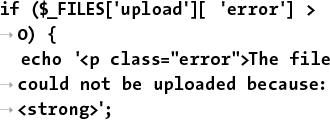 if ($_FILES['upload'][ 'error'] >
→ 0) {
echo '<p class="error">The file
→ could not be uploaded because:
→ <strong>';